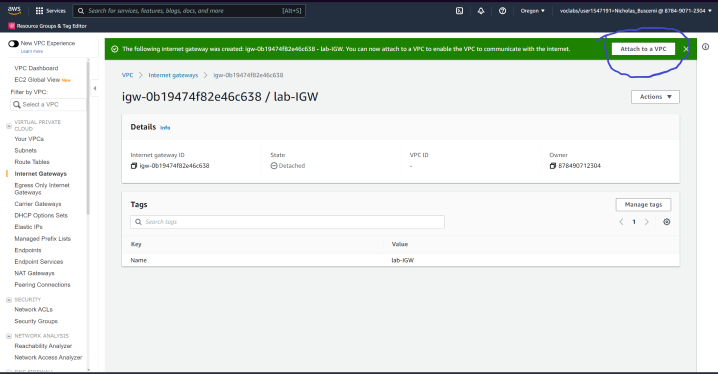 aws
Services
Search for services, features, blogs, docs, and more
[Alt+S]
Oregon ▼
voclabs/user1547191=Nicholas_Buscemi @ 8784-9071-2304 ▼
Resource Groups & Tag Editor
New VPC Experience
Learn more
The following internet gateway was created: igw-0b19474f82e46c638 - lab-IGW. You can now attach to a VPC to enable the VPC to communicate with the internet.
Attach to a VPC
VPC Dashboard
EC2 Global View New
Filter by VPC:
Select a VPC
VIRTUAL PRIVATE
CLOUD
Your VPCs
Subnets
Route Tables
Internet Gateways
Egress Only Internet
Gateways
Carrier Gateways
DHCP Options Sets
Elastic IPs
Managed Prefix Lists
Endpoints
Endpoint Services
NAT Gateways
Peering Connections
SECURITY
Network ACLs
Security Groups
NETWORK ANALYSIS
Reachability Analyzer
Network Access Analyzer
VPC > Internet gateways > igw-0b19474f82e46c638
igw-0b19474f82e46c638 / lab-IGW
Actions ▼
Details Info
Internet gateway ID
igw-0b19474f82e46c638
State
Detached
VPC ID
-
Owner
878490712304
Tags
Manage tags
Search tags
1
Key
Value
Name
lab-IGW